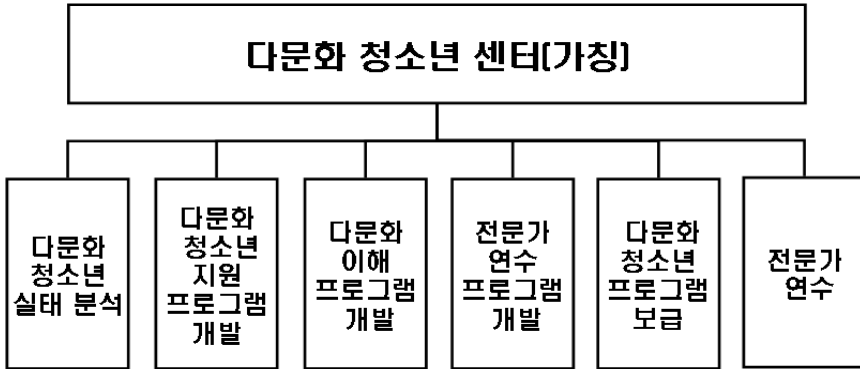 다문화 청소년 센터(가칭)
다문화
청소년
실태 분석
다문화
청소년
지원
프로그램
개발
다문화
이해
프로그램
개발
전문가
연수
프로그램
개발
다문화
청소년
프로그램
보급
전문가
연수